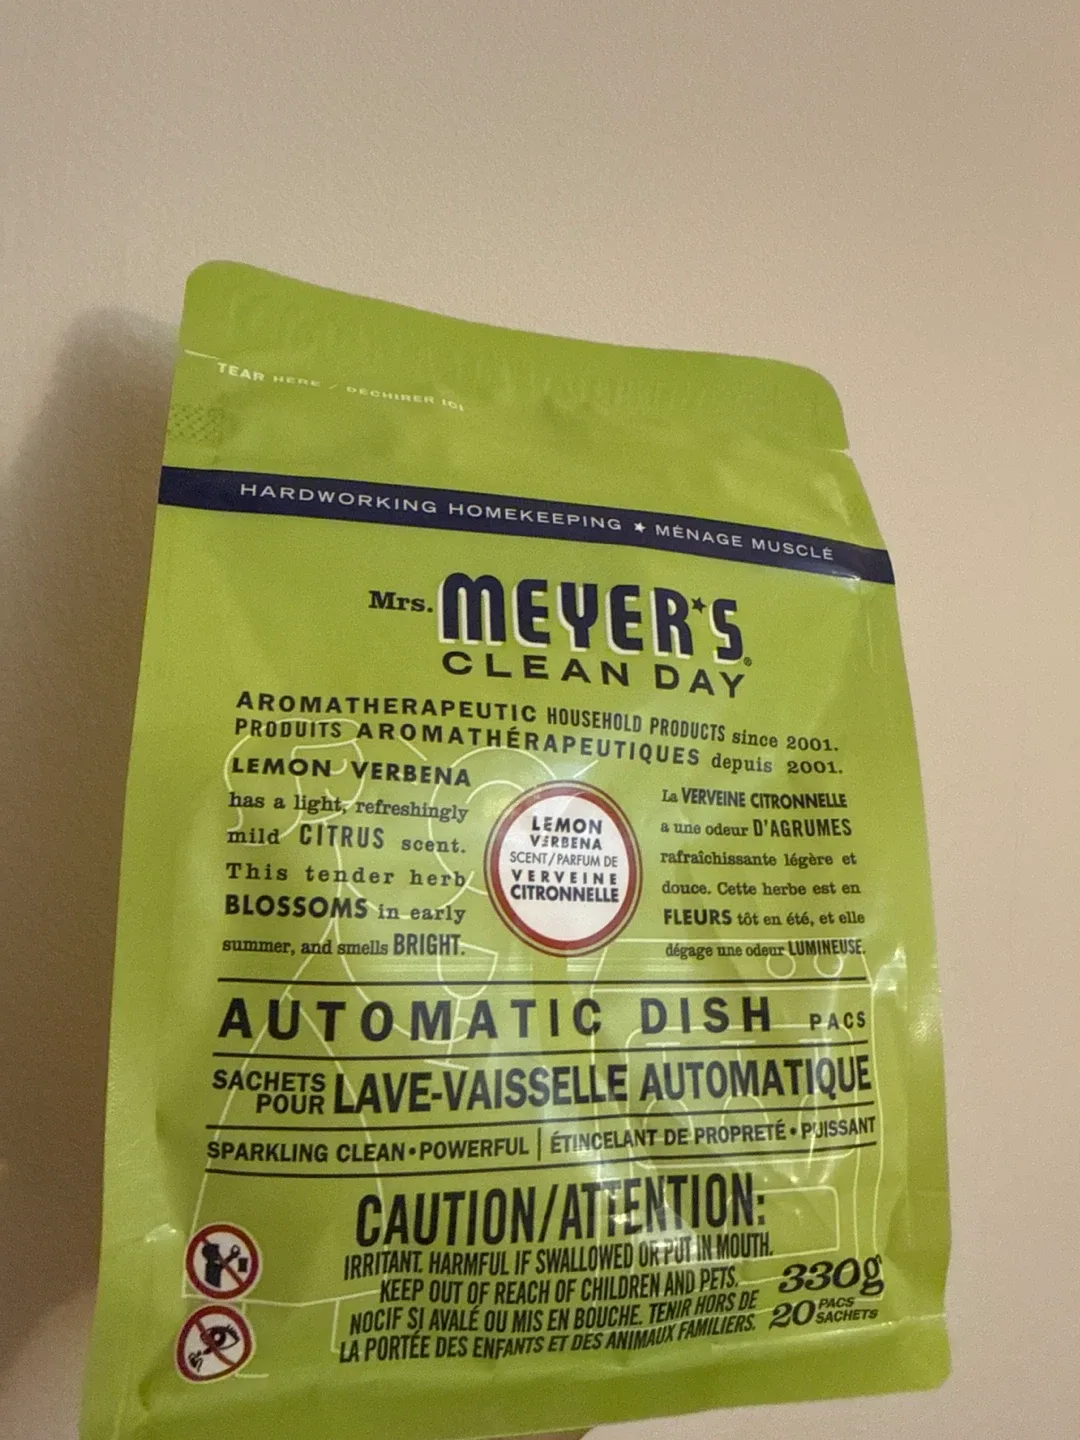 TEAR HERE / DÉCHIRER ICI
HARDWORKING HOMEKEEPING ★ MÉNAGE MUSCLÉ
Mrs. MEYER'S®
CLEAN DAY
AROMATHERAPEUTIC HOUSEHOLD PRODUCTS since 2001.
PRODUITS AROMATHÉRAPEUTIQUES depuis 2001.
LEMON VERBENA
has a light, refreshingly
mild CITRUS scent.
This tender herb
BLOSSOMS in early
summer, and smells BRIGHT.
LEMON
VERBENA
SCENT/PARFUM DE
VERVEINE
CITRONNELLE
La VERVEINE CITRONNELLE
a une odeur D'AGRUMES
rafraîchissante légère et
douce. Cette herbe est en
FLEURS tôt en été, et elle
dégage une odeur LUMINEUSE.
AUTOMATIC DISH PACS
SACHETS POUR LAVE-VAISSELLE AUTOMATIQUE
SPARKLING CLEAN • POWERFUL | ÉTINCELANT DE PROPRETÉ • PUISSANT
CAUTION/ATTENTION:
IRRITANT. HARMFUL IF SWALLOWED OR PUT IN MOUTH.
KEEP OUT OF REACH OF CHILDREN AND PETS.
NOCIF SI AVALÉ OU MIS EN BOUCHE. TENIR HORS DE
LA PORTÉE DES ENFANTS ET DES ANIMAUX FAMILIERS.
330g
20 PACS SACHETS